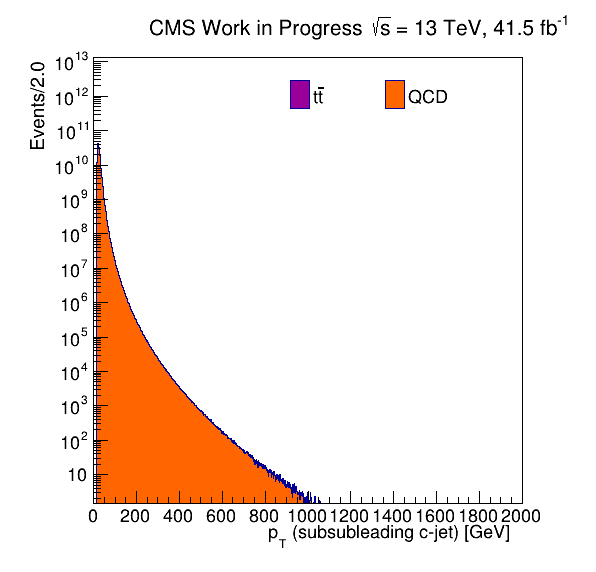 CMS Work in Progress √s = 13 TeV, 41.5 fb⁻¹
Events/2.0
10¹³
10¹²
10¹¹
10¹⁰
10⁹
10⁸
10⁷
10⁶
10⁵
10⁴
10³
10²
10
tt̄
QCD
0 200 400 600 800 1000 1200 1400 1600 1800 2000
p_T (subsubleading c-jet) [GeV]